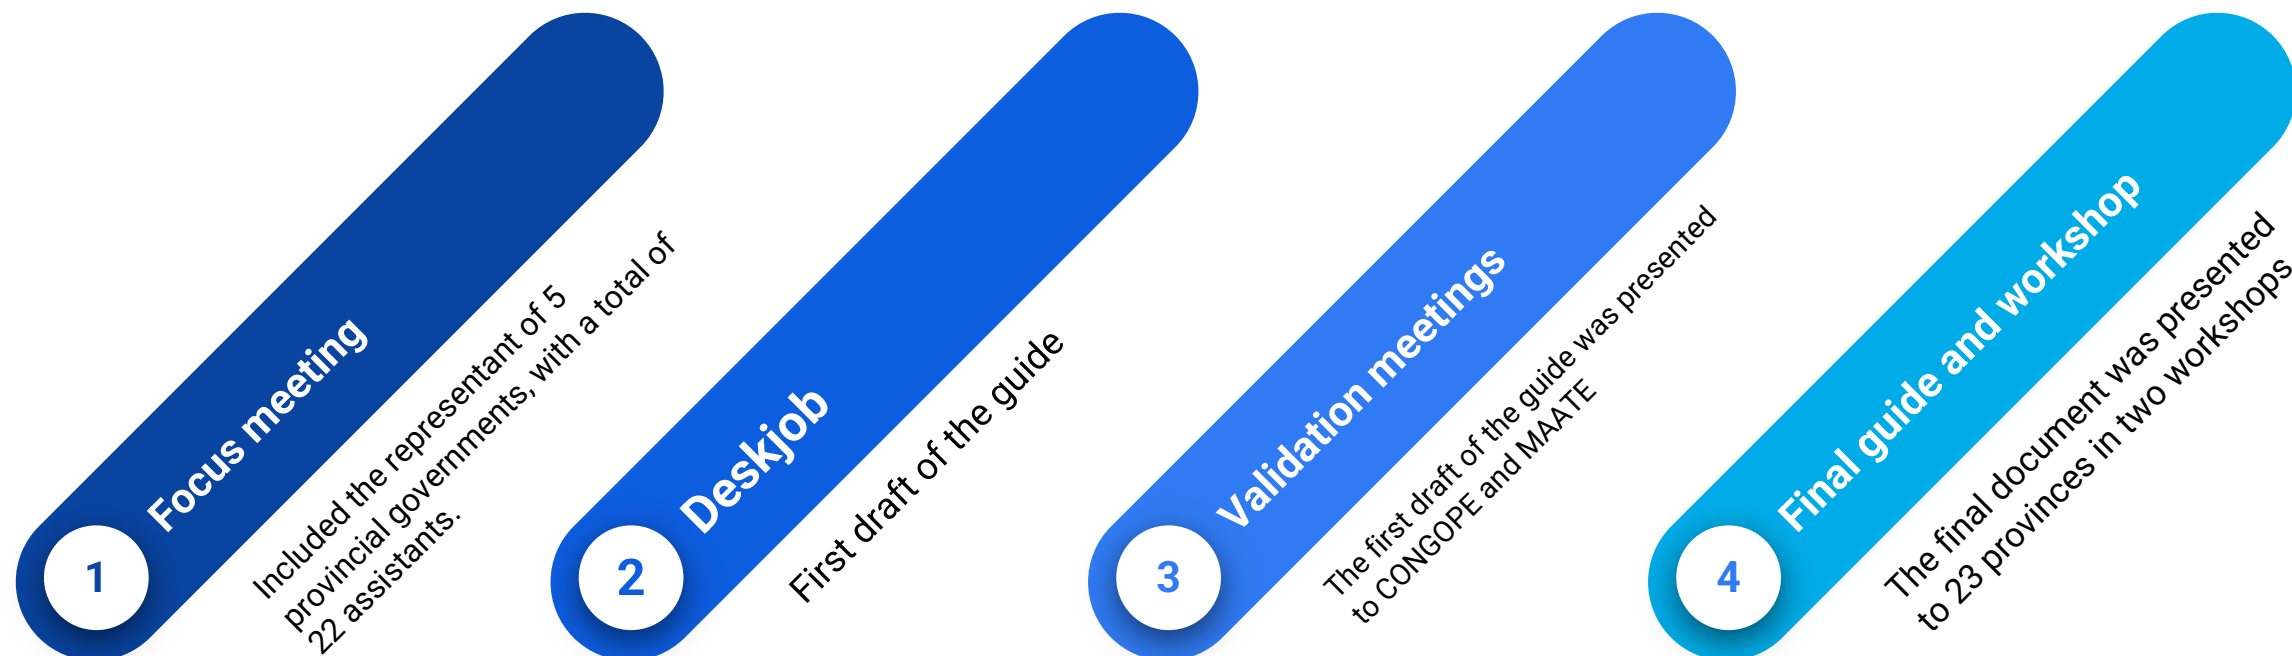 1
Focus meeting
Included the representant of 5
provincial governments, with a total of
22 assistants.
2
Deskjob
First draft of the guide
3
Validation meetings
The first draft of the guide was presented
to CONGOPE and MAATE
4
Final guide and workshop
The final document was presented
to 23 provinces in two workshops